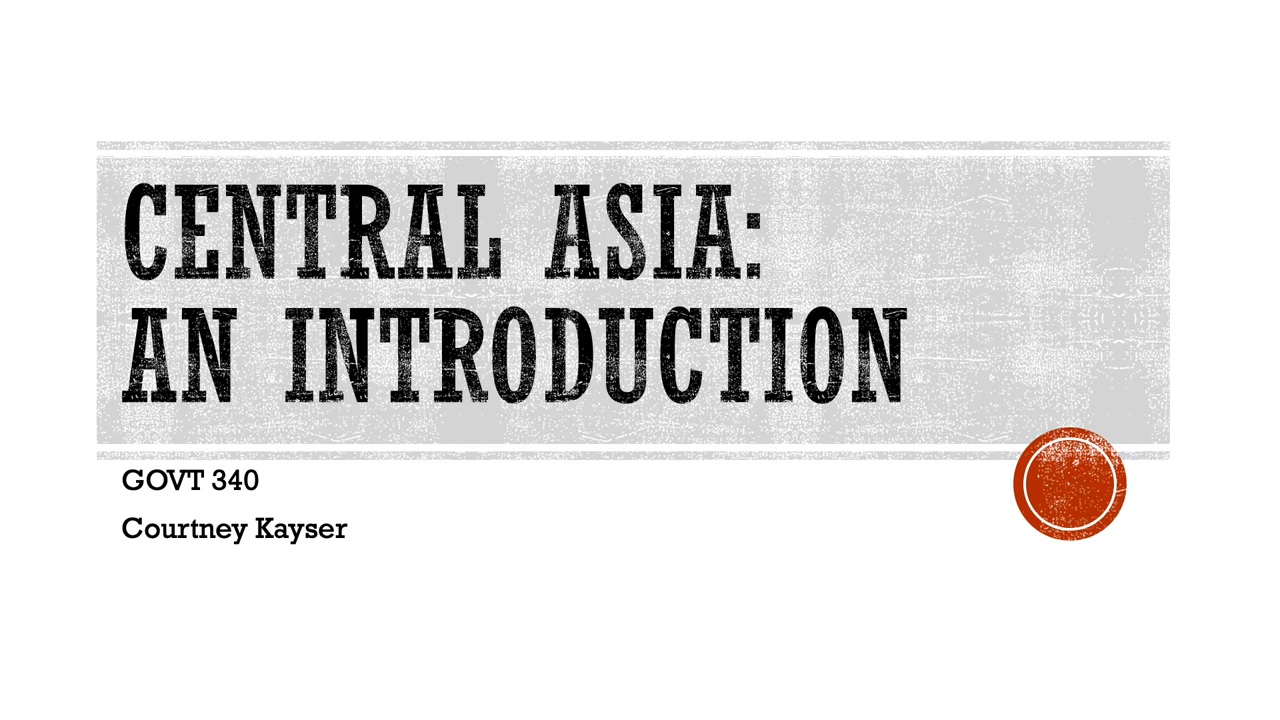 CENTRAL ASIA:
AN INTRODUCTION
GOVT 340
Courtney Kayser